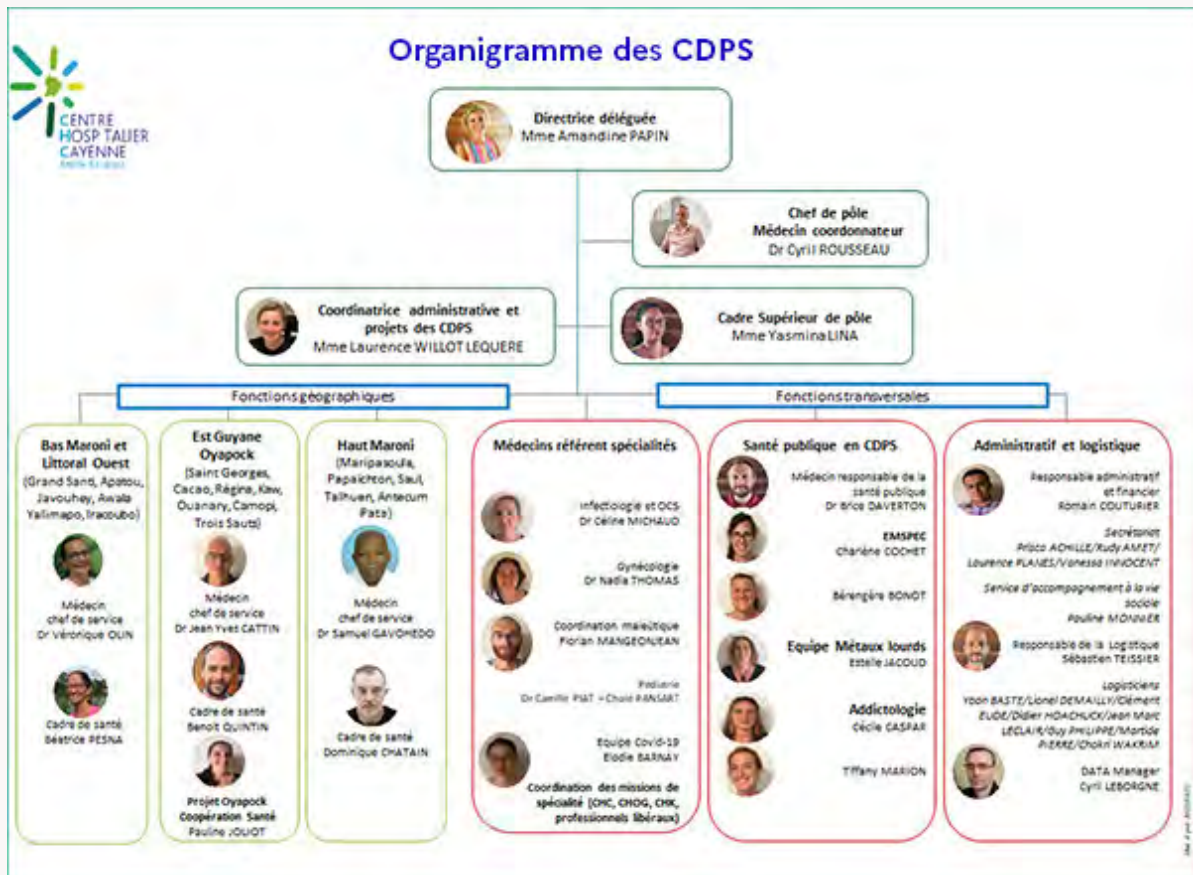 Organigramme des CDPS
CENTRE
HOSP TALIER
CAYENNE
Directrice déléguée
Mme Amandine PAPIN
Chef de pôle
Médecin coordonnateur
Dr Cyril ROUSSEAU
Coordinatrice administrative et
projets des CDPS
Mme Laurence WILLOT LEQUERE
Cadre Supérieur de pôle
Mme Yasmina LINA
Fonctions géographiques
Fonctions transversales
Bas Maroni et
Littoral Ouest
(Grand Santi, Apatou,
Javouhey, Awala
Yalimapo, Iracoubo)
Médecin
chef de service
Dr Véronique OLIN
Cadre de santé
Béatrice PESNA
Est Guyane
Oyapock
(Saint Georges,
Cacao, Régina, Kaw,
Ouanary, Camopi,
Trois Sauts)
Médecin
chef de service
Dr Jean Yves CATTIN
Cadre de santé
Benoit QUINTIN
Projet Oyapock
Coopération Santé
Pauline JOLIOT
Haut Maroni
(Maripasoula,
Papaichton, Saul,
Talhuen, Antecum
Pata)
Médecin
chef de service
Dr Samuel GAVOHEDO
Cadre de santé
Dominique CHATAIN
Médecins référent spécialités
Infectiologie et OCS
Dr Céline MICHAUD
Gynécologie
Dr Nadia THOMAS
Coordination maïeutique
Florian MANGEONJEAN
Pédiatrie
Dr Camille PIAT – Chloé RANSART
Equipe Covid-19
Elodie BARNAY
Coordination des missions de
spécialité (CHC, CHOG, CHK,
professionnels libéraux)
Santé publique en CDPS
Médecin responsable de la
santé publique
Dr Brice DAVERTON
EMSPEC
Charlène COCHET
Bérengère BONOT
Equipe Métaux lourds
Estelle JACOUD
Addictologie
Cécile CASPAR
Tiffany MARION
Administratif et logistique
Responsable administratif
et financier
Romain COUTURIER
Secrétariat
Prisca ACHILLE/Rudy AMET/
Laurence PLANES/Vanessa INNOCENT
Service d'accompagnement à la vie
sociale
Pauline MONNIER
Responsable de la Logistique
Sébastien TEISSIER
Logisticiens
Yoan BASTE/Lionel DEMAILLY/Clément
EUDE/Didier HOACHUCK/Jean Marc
LECLAIR/Guy PHILIPPE/Martide
PIERRE/Chokri WAKRIM
DATA Manager
Cyril LEBORGNE